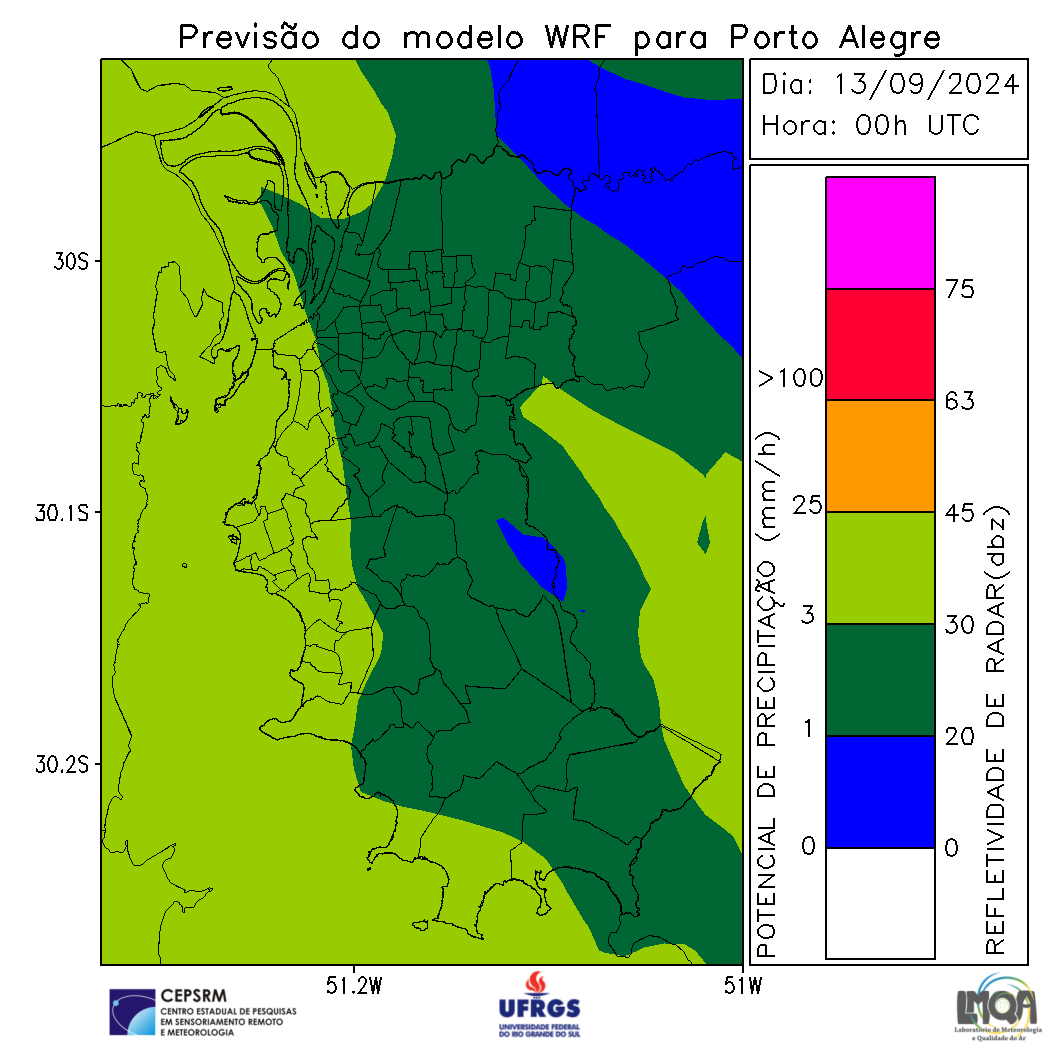 Previsão do modelo WRF para Porto Alegre
Dia: 13/09/2024
Hora: 00h UTC
30S
30.1S
30.2S
51.2W
51W
POTENCIAL DE PRECIPITAÇÃO (mm/h)
>100
25
3
1
0
75
63
45
30
20
0
REFLETIVIDADE DE RADAR(dbz)
CEPSRM
CENTRO ESTADUAL DE PESQUISAS
EM SENSORIAMENTO REMOTO
E METEOROLOGIA
UFRGS
UNIVERSIDADE FEDERAL
DO RIO GRANDE DO SUL
LMQA
Laboratório de Meteorologia
e Qualidade do Ar